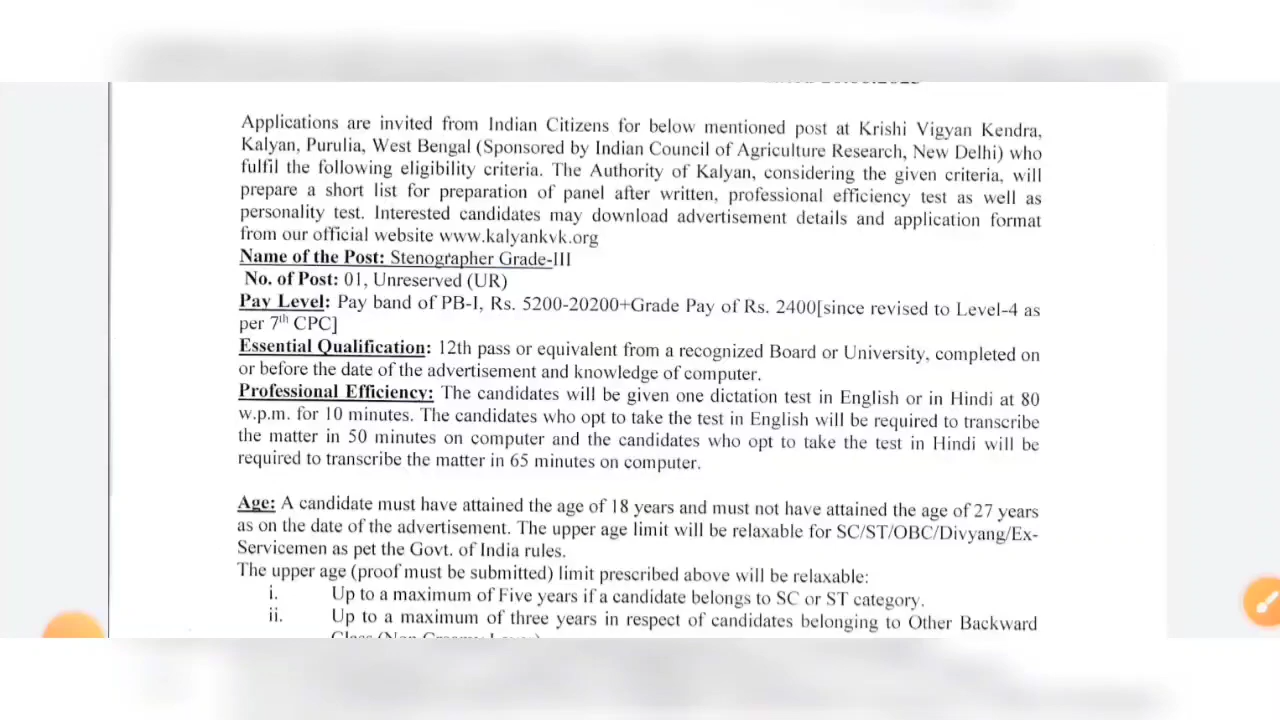 Applications are invited from Indian Citizens for below mentioned post at Krishi Vigyan Kendra,
Kalyan, Purulia, West Bengal (Sponsored by Indian Council of Agriculture Research, New Delhi) who
fulfil the following eligibility criteria. The Authority of Kalyan, considering the given criteria, will
prepare a short list for preparation of panel after written, professional efficiency test as well as
personality test. Interested candidates may download advertisement details and application format
from our official website www.kalyankvk.org
Name of the Post: Stenographer Grade-III
No. of Post: 01, Unreserved (UR)
Pay Level: Pay band of PB-I, Rs. 5200-20200+Grade Pay of Rs. 2400[since revised to Level-4 as
per 7th CPC]
Essential Qualification: 12th pass or equivalent from a recognized Board or University, completed on
or before the date of the advertisement and knowledge of computer.
Professional Efficiency: The candidates will be given one dictation test in English or in Hindi at 80
w.p.m. for 10 minutes. The candidates who opt to take the test in English will be required to transcribe
the matter in 50 minutes on computer and the candidates who opt to take the test in Hindi will be
required to transcribe the matter in 65 minutes on computer.
Age: A candidate must have attained the age of 18 years and must not have attained the age of 27 years
as on the date of the advertisement. The upper age limit will be relaxable for SC/ST/OBC/Divyang/Ex-
Servicemen as pet the Govt. of India rules.
The upper age (proof must be submitted) limit prescribed above will be relaxable:
i. Up to a maximum of Five years if a candidate belongs to SC or ST category.
ii. Up to a maximum of three years in respect of candidates belonging to Other Backward